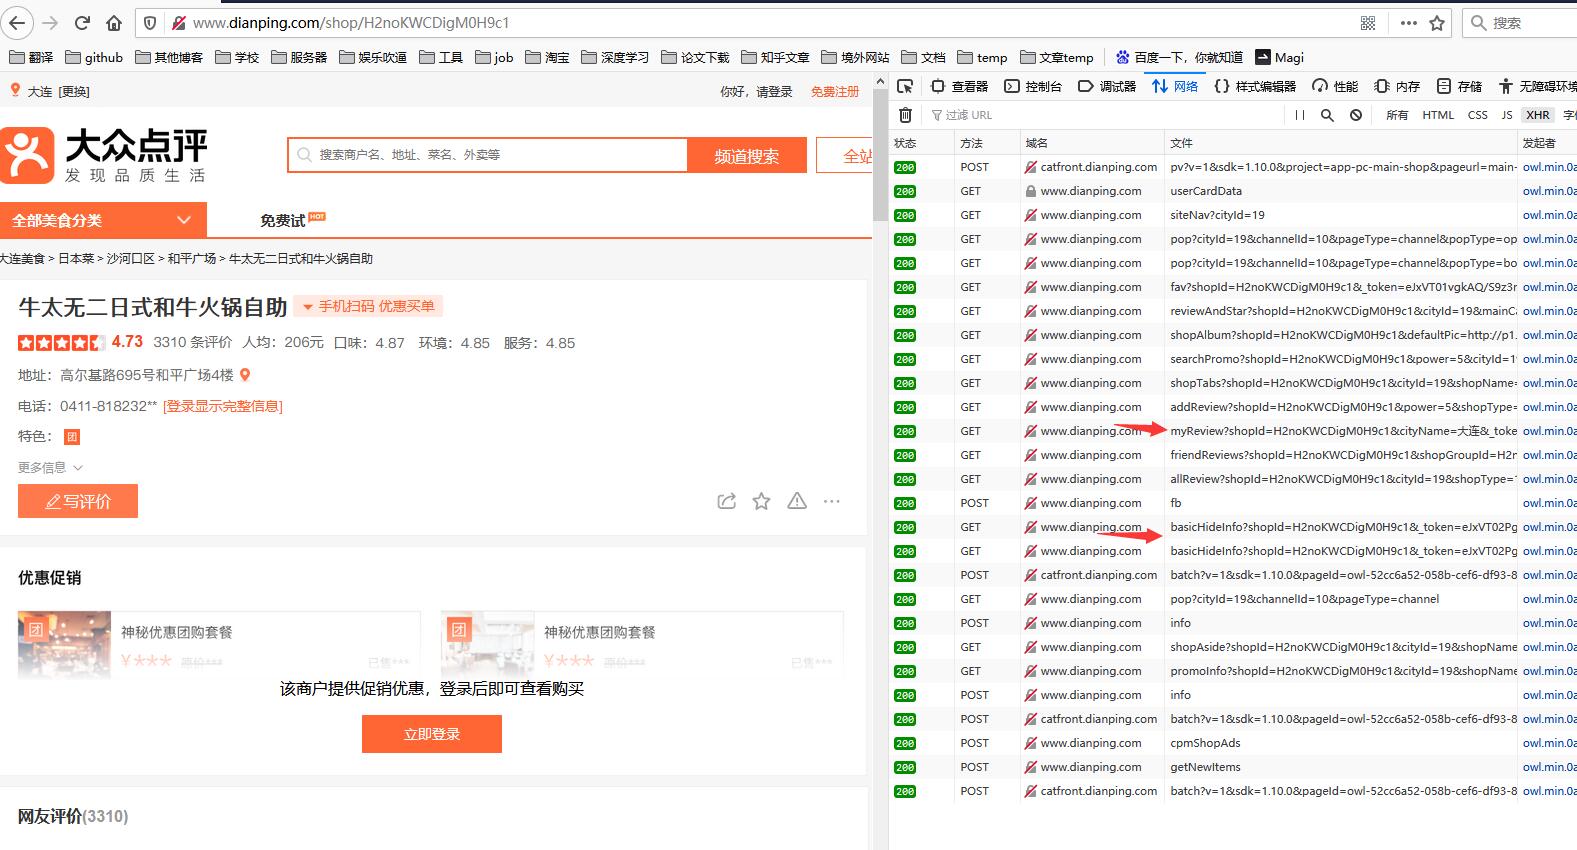 www.dianping.com/shop/H2noKWCDigM0H9c1
搜索
翻译 github 其他博客 学校 服务器 娱乐吹逼 工具 job 淘宝 深度学习 论文下载 知乎文章 境外网站 文档 temp 文章temp 百度一下，你就知道 Magi
大连 [更换] 你好，请登录 免费注册
大众点评
发现品质生活
搜索商户名、地址、菜名、外卖等 频道搜索 全站
全部美食分类 免费试 HOT
大连美食 > 日本菜 > 沙河口区 > 和平广场 > 牛太无二日式和牛火锅自助
牛太无二日式和牛火锅自助 手机扫码 优惠买单
4.73 3310 条评价 人均：206元 口味：4.87 环境：4.85 服务：4.85
地址：高尔基路695号和平广场4楼
电话：0411-818232** [登录显示完整信息]
特色：团
更多信息
写评价
优惠促销
团 神秘优惠团购套餐 团 神秘优惠团购套餐
¥*** 原价*** 已售*** ¥*** 原价*** 已售***
该商户提供促销优惠，登录后即可查看购买
立即登录
网友评价(3310)
查看器 控制台 调试器 网络 样式编辑器 性能 内存 存储 无障碍环境
过滤 URL 所有 HTML CSS JS XHR 字
状态 方法 域名 文件 发起者
200 POST catfront.dianping.com pv?v=1&sdk=1.10.0&project=app-pc-main-shop&pageurl=main- owl.min.0a
200 GET www.dianping.com userCardData owl.min.0a
200 GET www.dianping.com siteNav?cityId=19 owl.min.0a
200 GET www.dianping.com pop?cityId=19&channelId=10&pageType=channel&popType=op owl.min.0a
200 GET www.dianping.com pop?cityId=19&channelId=10&pageType=channel&popType=bo owl.min.0a
200 GET www.dianping.com fav?shopId=H2noKWCDigM0H9c1&_token=eJxVT01vgkAQ/S9z3r owl.min.0a
200 GET www.dianping.com reviewAndStar?shopId=H2noKWCDigM0H9c1&cityId=19&mainCa owl.min.0a
200 GET www.dianping.com shopAlbum?shopId=H2noKWCDigM0H9c1&defaultPic=http://p1. owl.min.0a
200 GET www.dianping.com searchPromo?shopId=H2noKWCDigM0H9c1&power=5&cityId=1 owl.min.0a
200 GET www.dianping.com shopTabs?shopId=H2noKWCDigM0H9c1&cityId=19&shopName= owl.min.0a
200 GET www.dianping.com addReview?shopId=H2noKWCDigM0H9c1&power=5&shopType= owl.min.0a
200 GET www.dianping.com myReview?shopId=H2noKWCDigM0H9c1&cityName=大连&_toke owl.min.0a
200 GET www.dianping.com friendReviews?shopId=H2noKWCDigM0H9c1&shopGroupId=H2n owl.min.0a
200 GET www.dianping.com allReview?shopId=H2noKWCDigM0H9c1&cityId=19&shopType=1 owl.min.0a
200 POST www.dianping.com fb owl.min.0a
200 GET www.dianping.com basicHideInfo?shopId=H2noKWCDigM0H9c1&_token=eJxVT02Pg owl.min.0a
200 GET www.dianping.com basicHideInfo?shopId=H2noKWCDigM0H9c1&_token=eJxVT02Pg owl.min.0a
200 POST catfront.dianping.com batch?v=1&sdk=1.10.0&pageId=owl-52cc6a52-058b-cef6-df93-8 owl.min.0a
200 GET www.dianping.com pop?cityId=19&channelId=10&pageType=channel owl.min.0a
200 POST www.dianping.com info owl.min.0a
200 GET www.dianping.com shopAside?shopId=H2noKWCDigM0H9c1&cityId=19&shopName owl.min.0a
200 GET www.dianping.com promoInfo?shopId=H2noKWCDigM0H9c1&cityId=19&shopName owl.min.0a
200 POST www.dianping.com info owl.min.0a
200 POST catfront.dianping.com batch?v=1&sdk=1.10.0&pageId=owl-52cc6a52-058b-cef6-df93-8 owl.min.0a
200 POST www.dianping.com cpmShopAds owl.min.0a
200 POST www.dianping.com getNewItems owl.min.0a
200 POST catfront.dianping.com batch?v=1&sdk=1.10.0&pageId=owl-52cc6a52-058b-cef6-df93-8 owl.min.0a